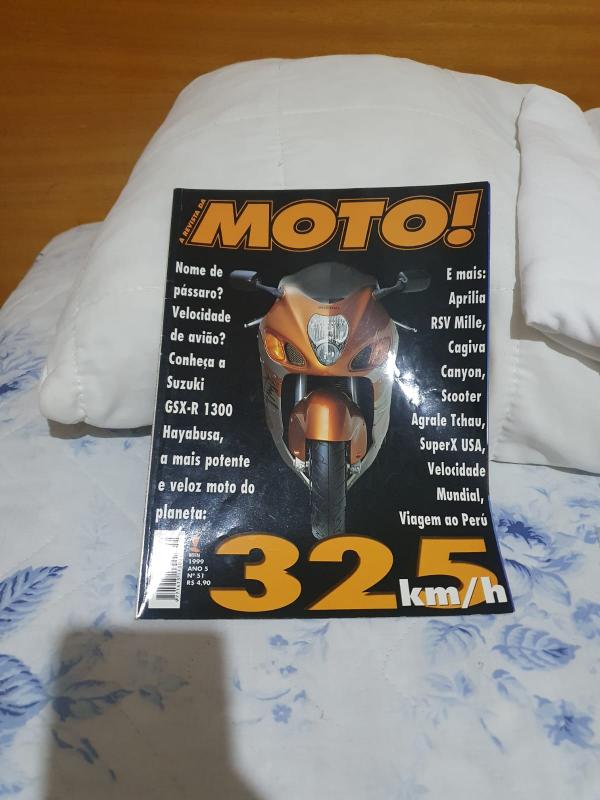 A REVISTA DA
MOTO!
Nome de
pássaro?
Velocidade
de avião?
Conheça a
Suzuki
GSX-R 1300
Hayabusa,
a mais potente
e veloz moto do
planeta:
E mais:
Aprilia
RSV Mille,
Cagiva
Canyon,
Scooter
Agrale Tchau,
SuperX USA,
Velocidade
Mundial,
Viagem ao Perú
1999
ANO 5
Nº 51
R$ 4,90
325
km/h